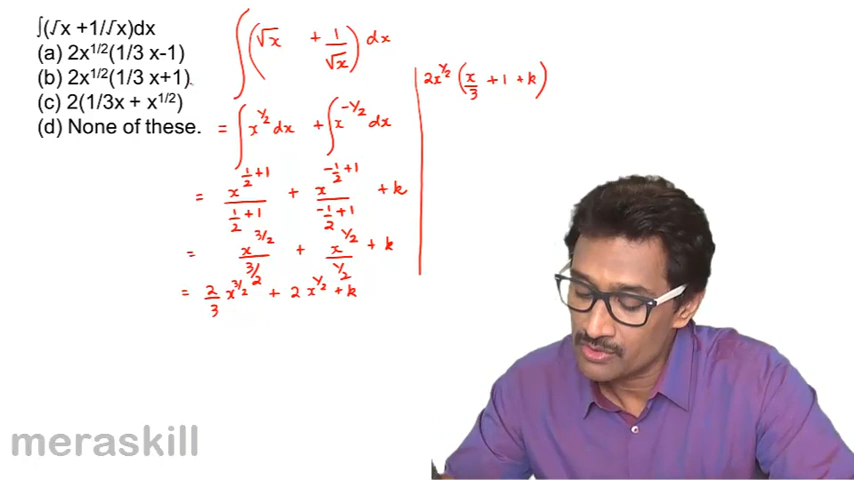 ∫(√x +1/√x)dx
(a) 2x^1/2(1/3 x-1)
(b) 2x^1/2(1/3 x+1)
(c) 2(1/3x + x^1/2)
(d) None of these.
∫(√x + 1/√x) dx
= ∫x^1/2 dx + ∫x^-1/2 dx
= x^(1/2+1)/(1/2+1) + x^(-1/2+1)/(-1/2+1) + k
= x^3/2/(3/2) + x^1/2/(1/2) + k
= 2/3 x^3/2 + 2x^1/2 + k
2x^1/2 (x/3 + 1 + k)
meraskill